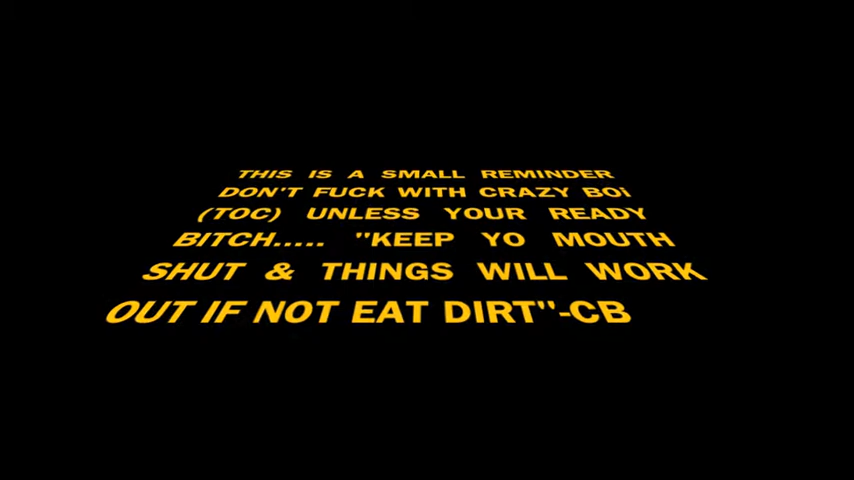 THIS IS A SMALL REMINDER
DON'T FUCK WITH CRAZY BOi
(TOC) UNLESS YOUR READY
BITCH..... "KEEP YO MOUTH
SHUT & THINGS WILL WORK
OUT IF NOT EAT DIRT"-CB